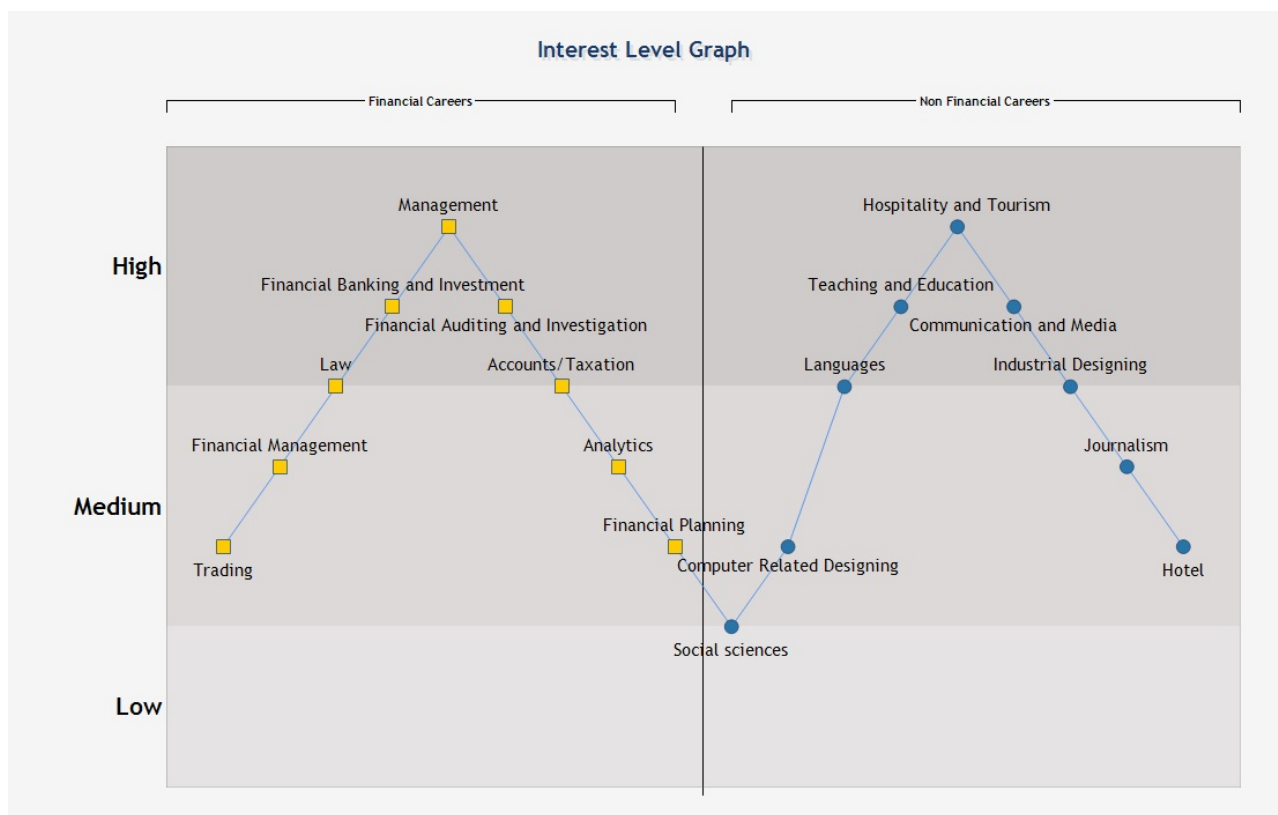 Interest Level Graph
Financial Careers
Non Financial Careers
Management
Hospitality and Tourism
High
Financial Banking and Investment
Teaching and Education
Financial Auditing and Investigation
Communication and Media
Law
Accounts/Taxation
Languages
Industrial Designing
Financial Management
Analytics
Journalism
Medium
Financial Planning
Trading
Computer Related Designing
Hotel
Social sciences
Low